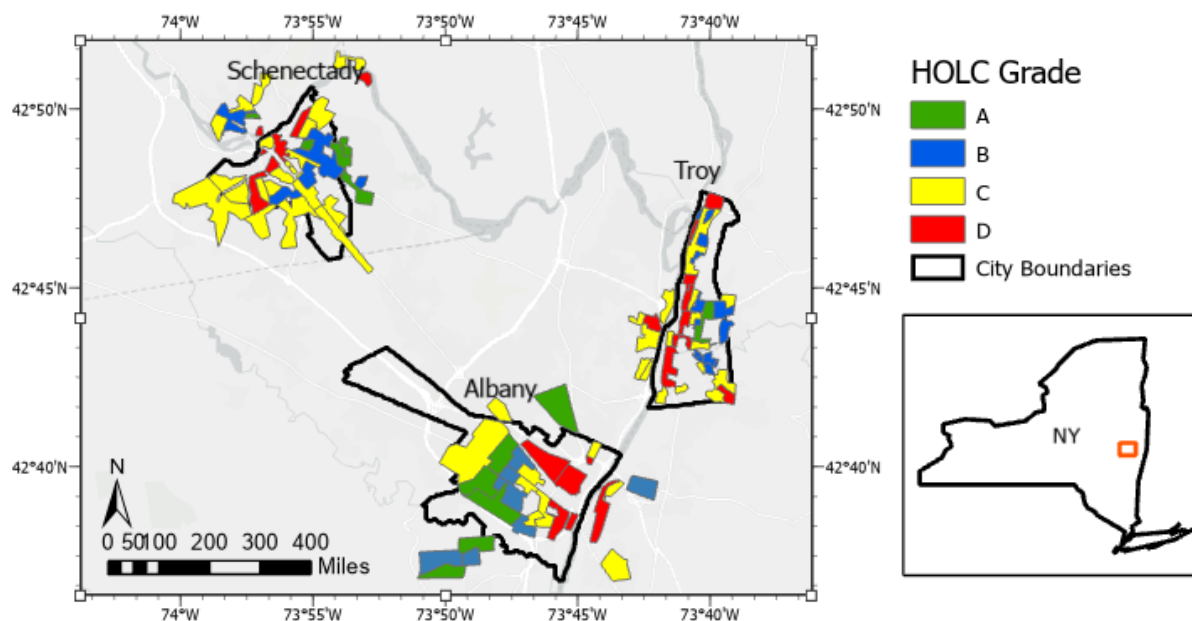 74°W 73°55'W 73°50'W 73°45'W 73°40'W
Schenectady
42°50'N 42°50'N
Troy
42°45'N 42°45'N
Albany
42°40'N 42°40'N
N
0 50 100 200 300 400
Miles
74°W 73°55'W 73°50'W 73°45'W 73°40'W
HOLC Grade
A
B
C
D
City Boundaries
NY